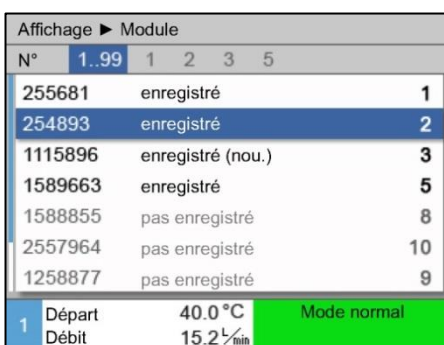 Affichage ► Module
N° 1..99 1 2 3 5
255681 enregistré 1
254893 enregistré 2
1115896 enregistré (nou.) 3
1589663 enregistré 5
1588855 pas enregistré 8
2557964 pas enregistré 10
1258877 pas enregistré 9
1 Départ 40.0 °C Mode normal
Débit 15.2 L/min